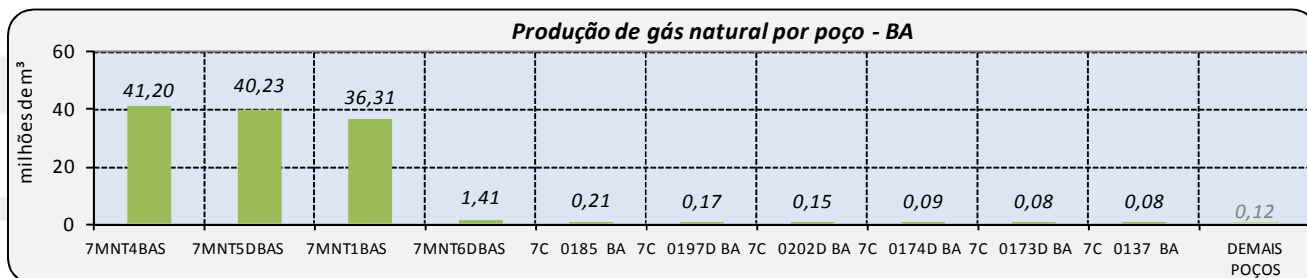 Produção de gás natural por poço - BA
milhões de m³
60
40
20
0
41,20
40,23
36,31
1,41
0,21
0,17
0,15
0,09
0,08
0,08
0,12
7MNT4BAS
7MNT5DBAS
7MNT1BAS
7MNT6DBAS
7C 0185 BA
7C 0197D BA
7C 0202D BA
7C 0174D BA
7C 0173D BA
7C 0137 BA
DEMAIS
POÇOS